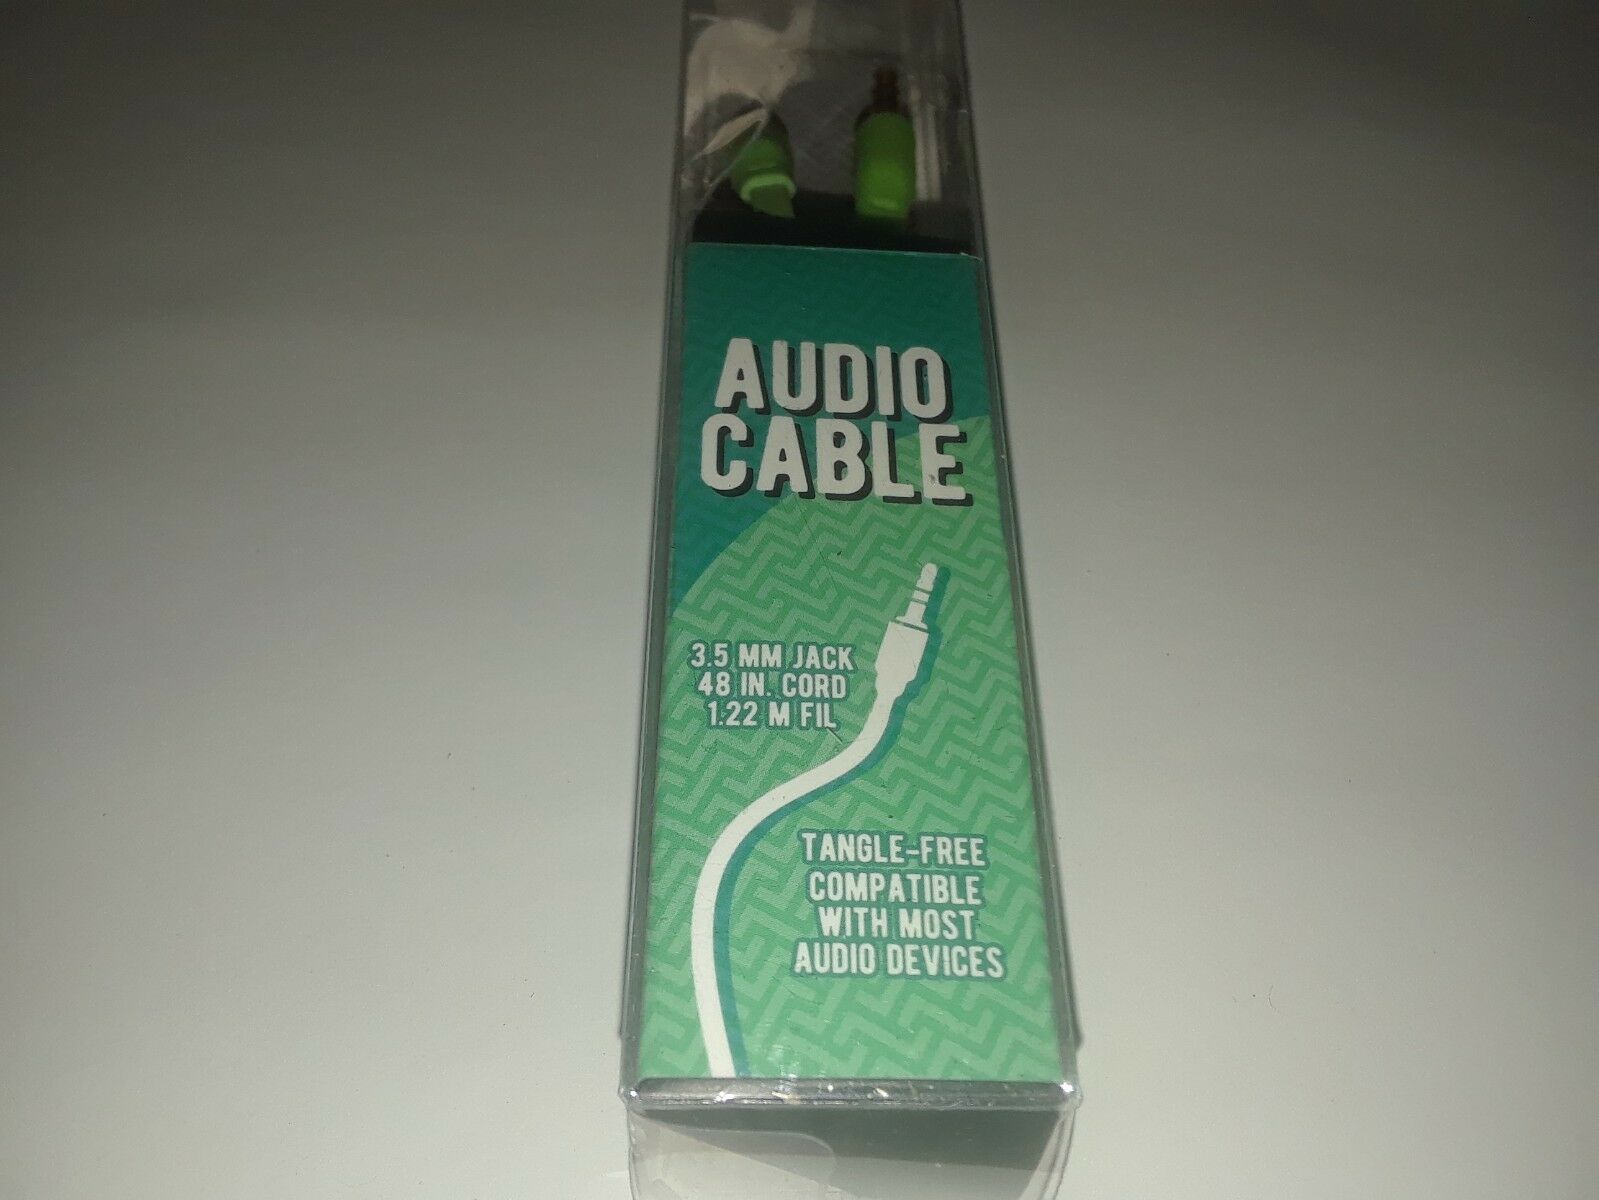 AUDIO
CABLE
3.5 MM JACK
48 IN. CORD
1.22 M FIL
TANGLE-FREE
COMPATIBLE
WITH MOST
AUDIO DEVICES